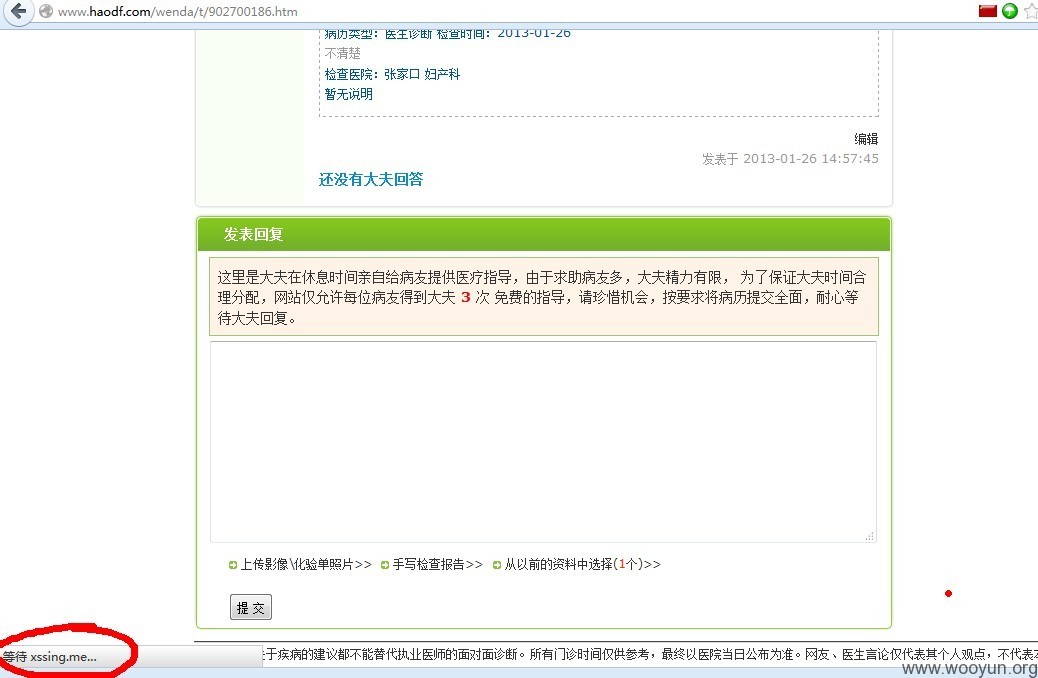 www.haodf.com/wenda/t/902700186.htm
病历类型：医生诊断 检查时间：2013-01-26
不清楚
检查医院：张家口 妇产科
暂无说明
编辑
发表于 2013-01-26 14:57:45
还没有大夫回答
发表回复
这里是大夫在休息时间亲自给病友提供医疗指导，由于求助病友多，大夫精力有限， 为了保证大夫时间合
理分配，网站仅允许每位病友得到大夫 3 次 免费的指导，请珍惜机会，按要求将病历提交全面，耐心等
待大夫回复。
上传影像\化验单照片>> 手写检查报告>> 从以前的资料中选择(1个)>>
提 交
等待 xssing.me...
于疾病的建议都不能替代执业医师的面对面诊断。所有门诊时间仅供参考，最终以医院当日公布为准。网友、医生言论仅代表其个人观点，不代表
www.wooyun.org